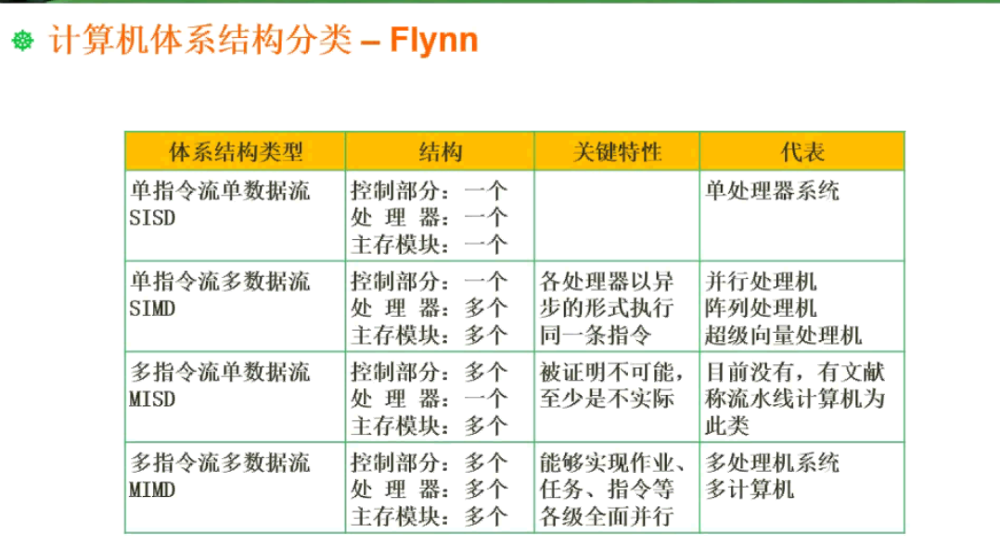 计算机体系结构分类 – Flynn
体系结构类型 结构 关键特性 代表
单指令流单数据流
SISD
控制部分：一个
处 理 器：一个
主存模块：一个
单处理器系统
单指令流多数据流
SIMD
控制部分：一个
处 理 器：多个
主存模块：多个
各处理器以异
步的形式执行
同一条指令
并行处理机
阵列处理机
超级向量处理机
多指令流单数据流
MISD
控制部分：多个
处 理 器：一个
主存模块：多个
被证明不可能，
至少是不实际
目前没有，有文献
称流水线计算机为
此类
多指令流多数据流
MIMD
控制部分：多个
处 理 器：多个
主存模块：多个
能够实现作业、
任务、指令等
各级全面并行
多处理机系统
多计算机